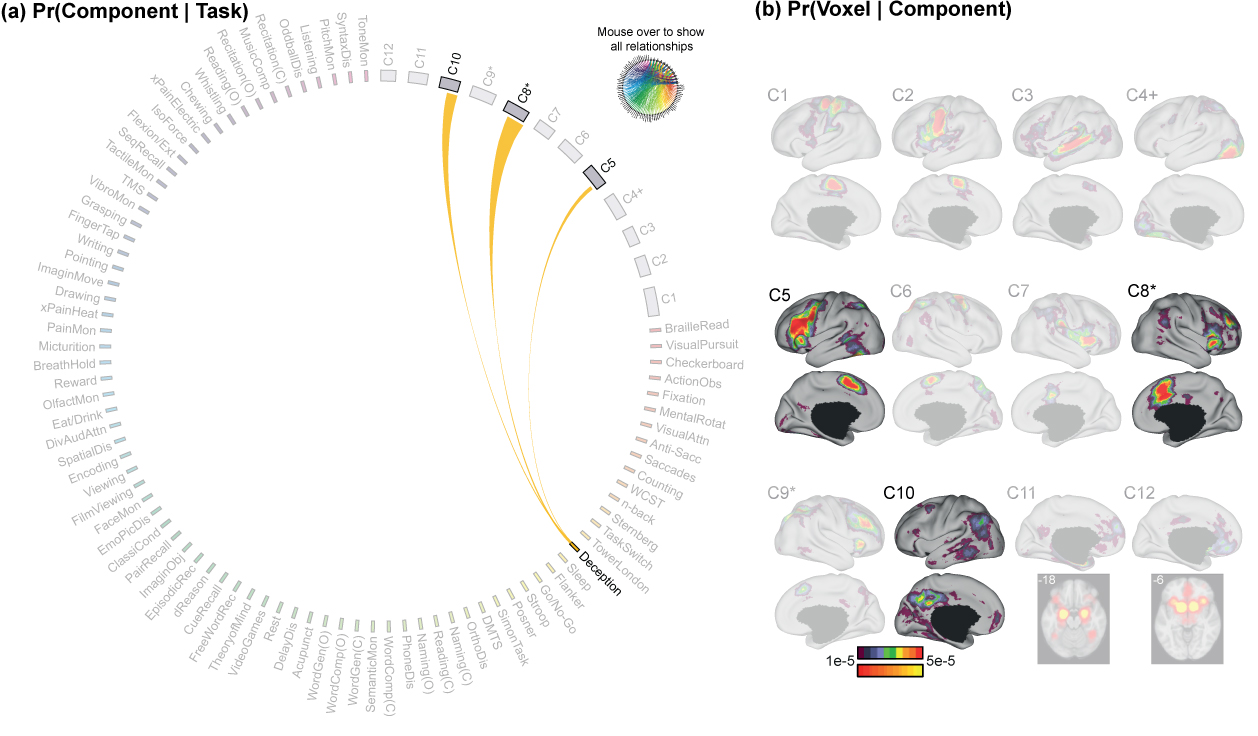 (a) Pr(Component | Task)
(b) Pr(Voxel | Component)
Mouse over to show
all relationships
C12
C11
C10
C9*
C8*
C7
C6
C5
C4+
C3
C2
C1
BrailleRead
VisualPursuit
Checkerboard
ActionObs
Fixation
MentalRotat
VisualAttn
Anti-Sacc
Saccades
Counting
WCST
n-back
Sternberg
TaskSwitch
TowerLondon
Deception
Sleep
Flanker
Go/No-Go
Stroop
Posner
SimonTask
DMTS
OrthoDis
Naming(C)
Reading(C)
Naming(O)
PhoneDis
WordComp(C)
SemanticMon
WordGen(C)
WordComp(O)
WordGen(O)
Acupunct
DelayDis
Rest
VideoGames
TheoryofMind
FreeWordRec
CueRecall
dReason
EpisodicRec
ImaginObj
PairRecall
ClassiCond
EmoPicDis
FaceMon
FilmViewing
Viewing
Encoding
SpatialDis
DivAudAttn
Eat/Drink
OlfactMon
Reward
BreathHold
Micturition
PainMon
xPainHeat
Drawing
ImaginMove
Pointing
Writing
FingerTap
Grasping
VibroMon
TMS
TactileMon
SeqRecall
Flexion/Ext
IsoForce
xPainElectric
Chewing
Whistling
Reading(O)
Recitation(O)
MusicComp
Recitation(C)
OddballDis
Listening
PitchMon
SyntaxDis
ToneMon
C1
C2
C3
C4+
C5
C6
C7
C8*
C9*
C10
C11
C12
-18
-6
1e-5
5e-5